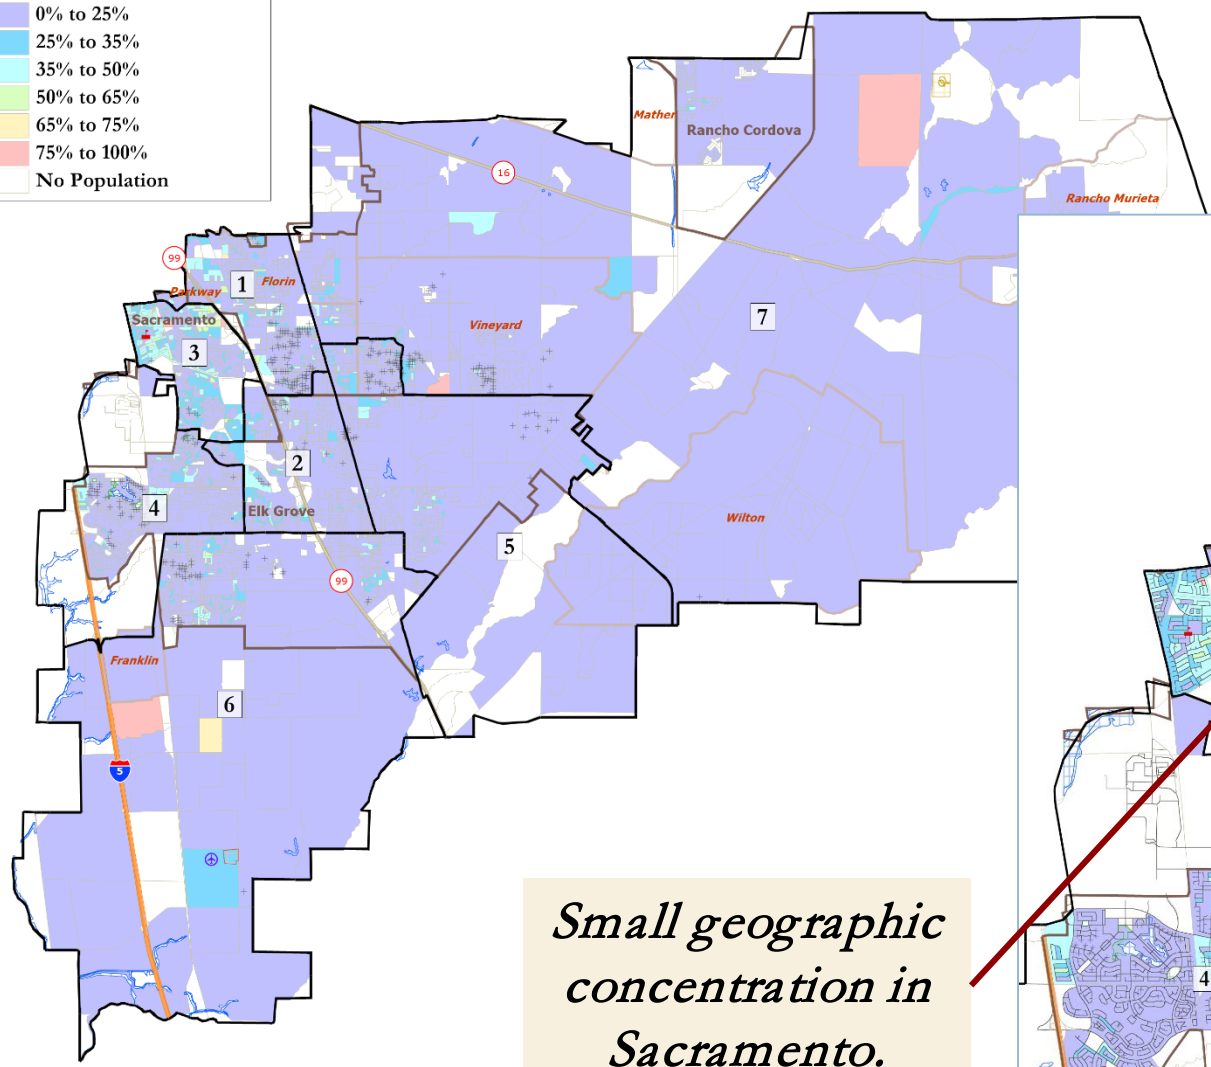 0% to 25%
25% to 35%
35% to 50%
50% to 65%
65% to 75%
75% to 100%
No Population
Mather
Rancho Cordova
16
Rancho Murieta
99
1
Florin
Parkway
Sacramento
3
Vineyard
7
2
4
Elk Grove
Wilton
5
99
Franklin
6
5
4
Small geographic
concentration in
Sacramento.